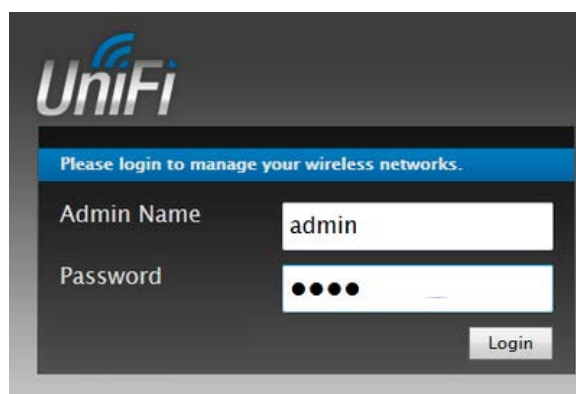 UniFi
Please login to manage your wireless networks.
Admin Name
admin
Password
••••
Login